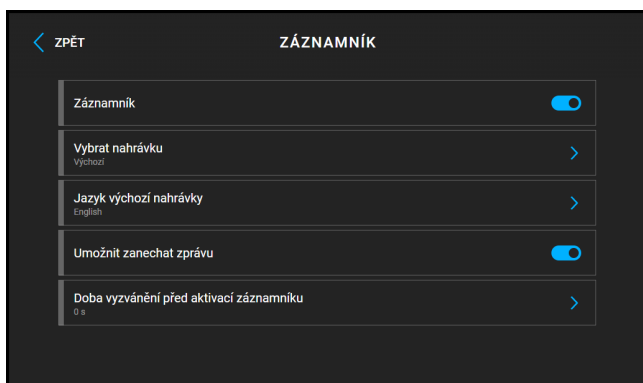 ZPĚT
ZÁZNAMNÍK
Záznamník
Vybrat nahrávku
Výchozí
Jazyk výchozí nahrávky
English
Umožnit zanechat zprávu
Doba vyzvánění před aktivací záznamníku
0 s